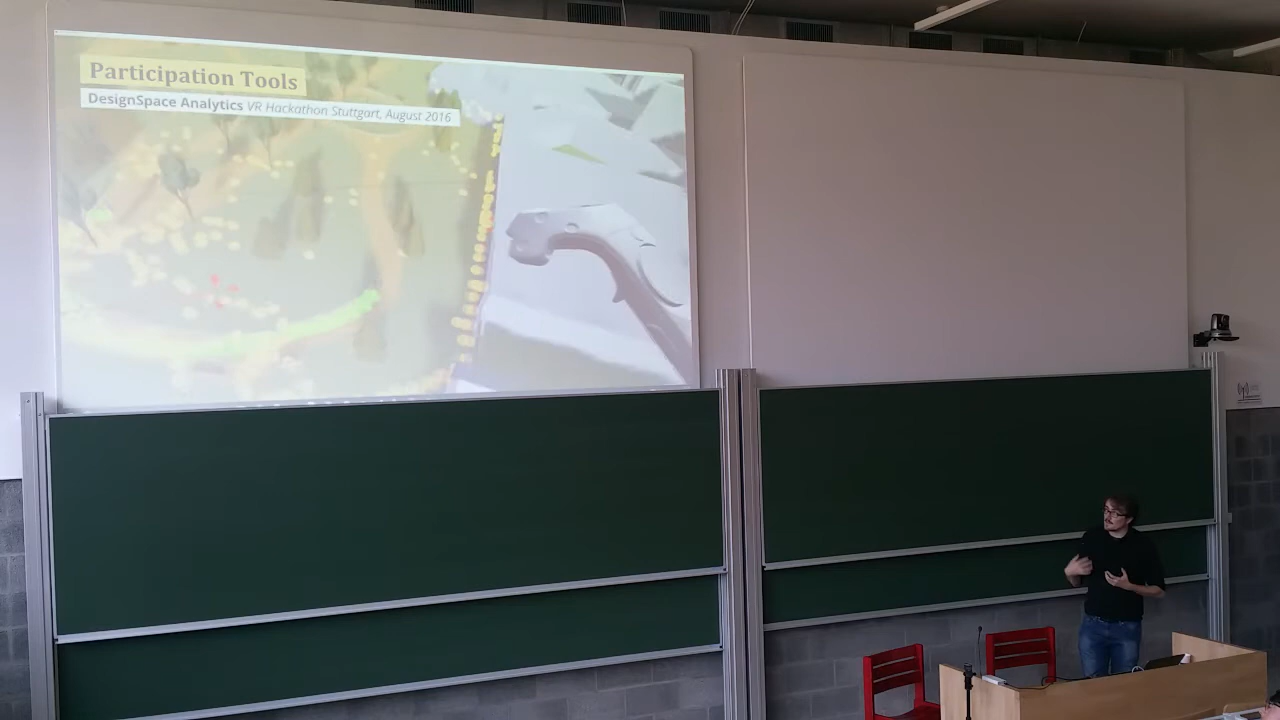 Participation Tools
DesignSpace Analytics VR Hackathon Stuttgart, August 2016